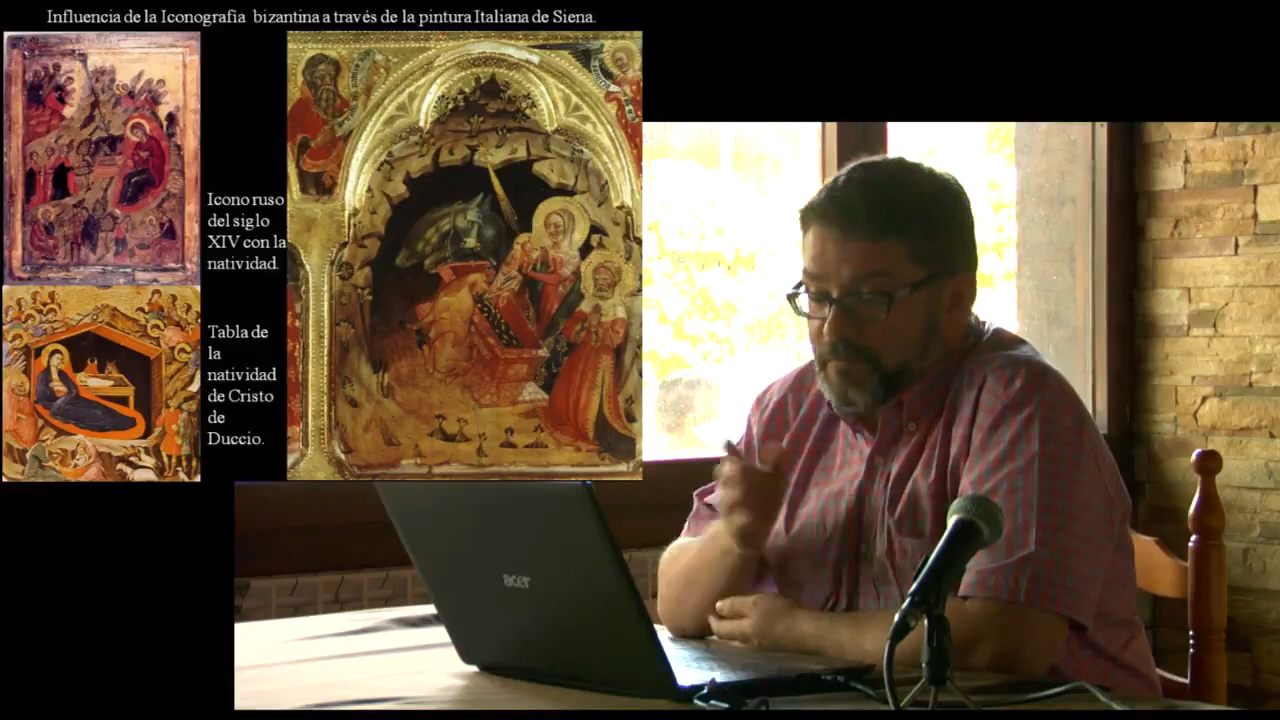 Influencia de la Iconografía bizantina a través de la pintura Italiana de Siena.
Icono ruso
del siglo
XIV con la
natividad.
Tabla de
la
natividad
de Cristo
de
Duccio.
acer